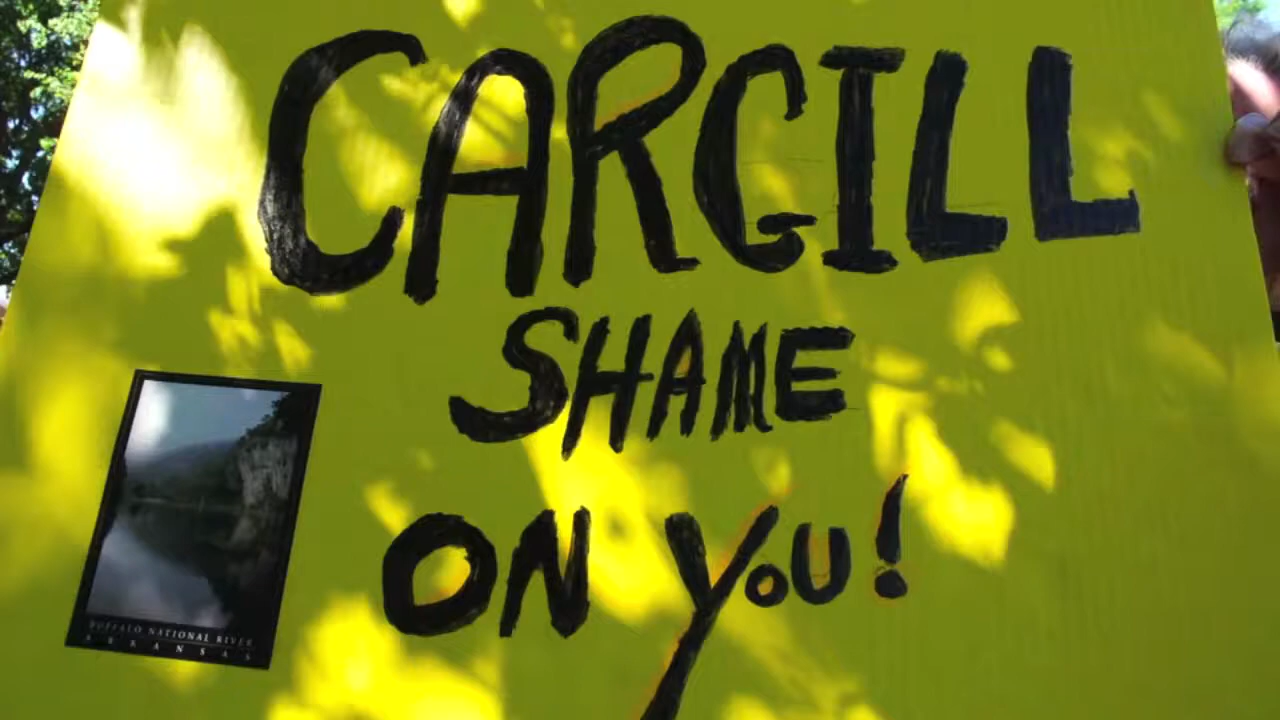 CARGILL
SHAME
ON YOU!
BUFFALO NATIONAL RIVER
ARKANSAS